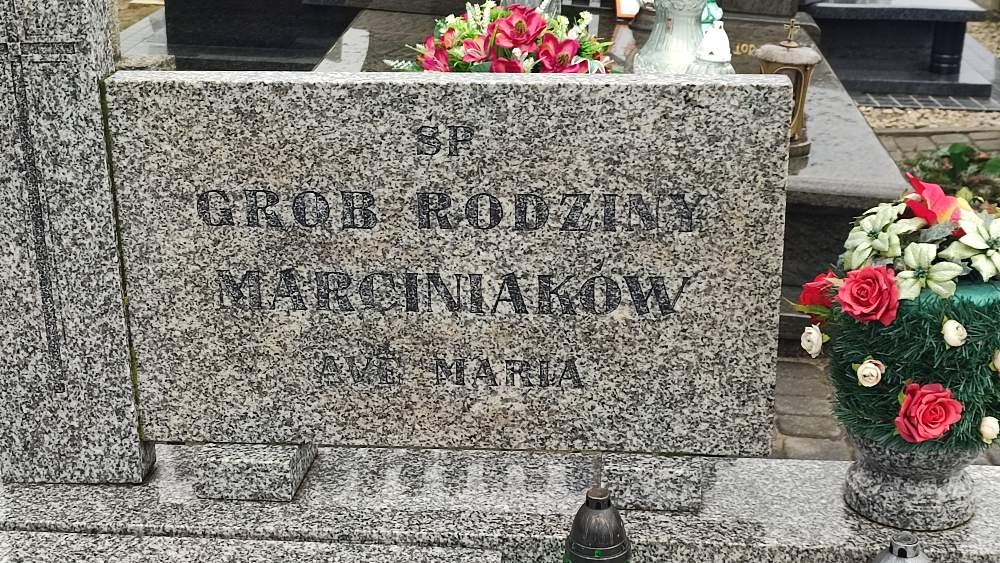 SP
GROB RODZINY
MARCINIAKÓW
AVE MARIA